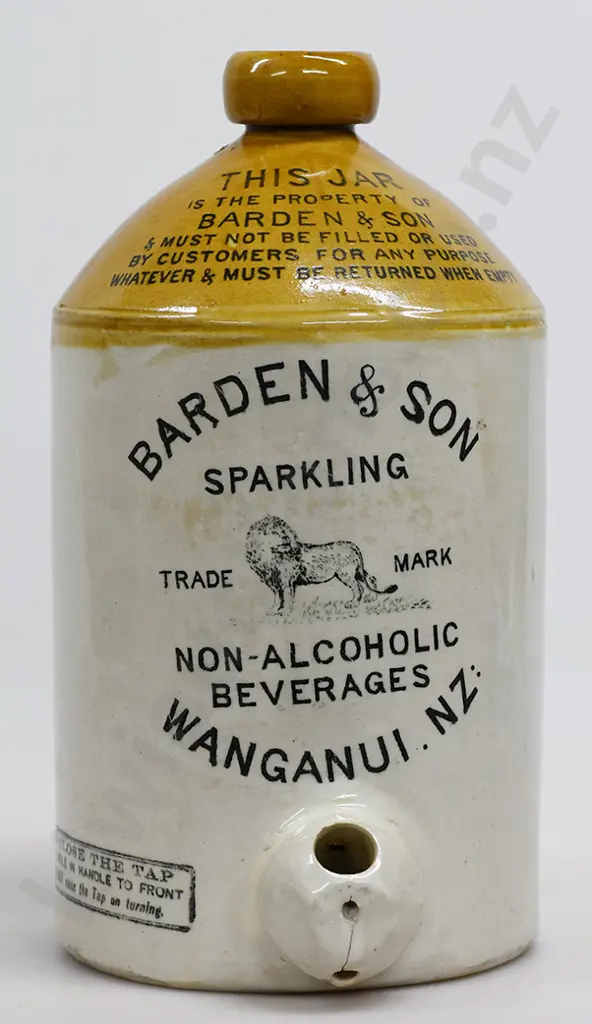 THIS JAR
IS THE PROPERTY OF
BARDEN & SON
& MUST NOT BE FILLED OR USED
BY CUSTOMERS FOR ANY PURPOSE
WHATEVER & MUST BE RETURNED WHEN EMPTY
BARDEN & SON
SPARKLING
TRADE MARK
NON-ALCOHOLIC
BEVERAGES
WANGANUI. NZ:
CLOSE THE TAP
IN HANDLE TO FRONT
the Tap on turning.
.nz